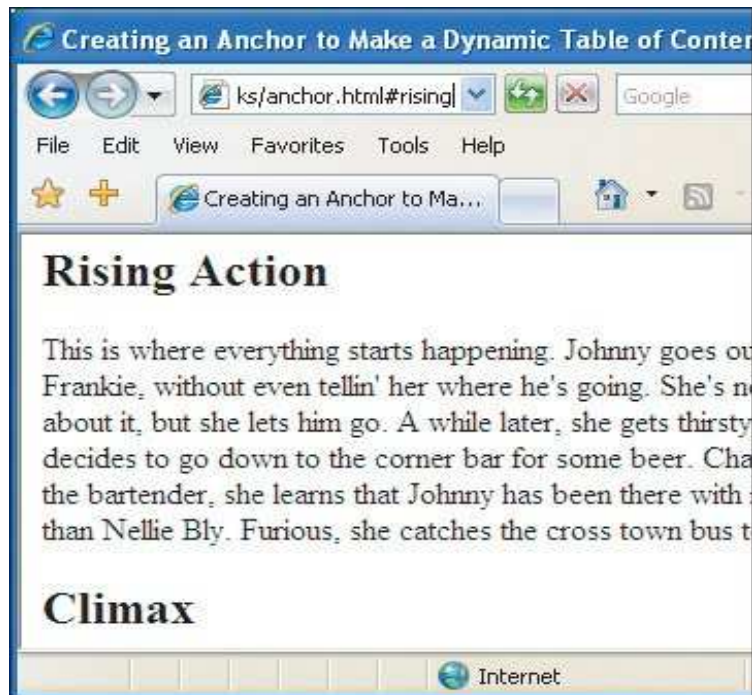 Creating an Anchor to Make a Dynamic Table of Conten
ks/anchor.html#rising
Google
File Edit View Favorites Tools Help
Creating an Anchor to Ma...
Rising Action
This is where everything starts happening. Johnny goes ou
Frankie, without even tellin' her where he's going. She's
about it, but she lets him go. A while later, she gets thirsty
decides to go down to the corner bar for some beer. Cha
the bartender, she learns that Johnny has been there with
than Nellie Bly. Furious, she catches the cross town bus t
Climax
Internet